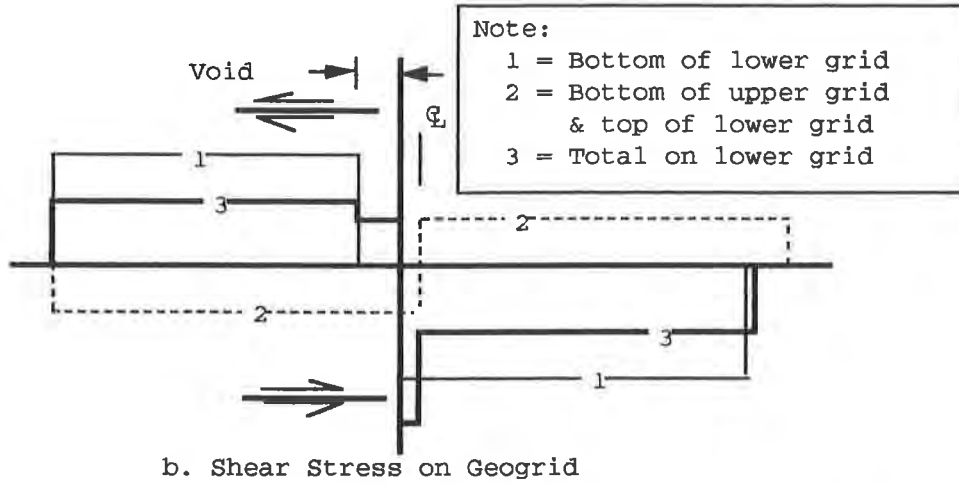 Note:
1 = Bottom of lower grid
2 = Bottom of upper grid
& top of lower grid
3 = Total on lower grid
Void
℄
1
3
2
2
3
1
b. Shear Stress on Geogrid